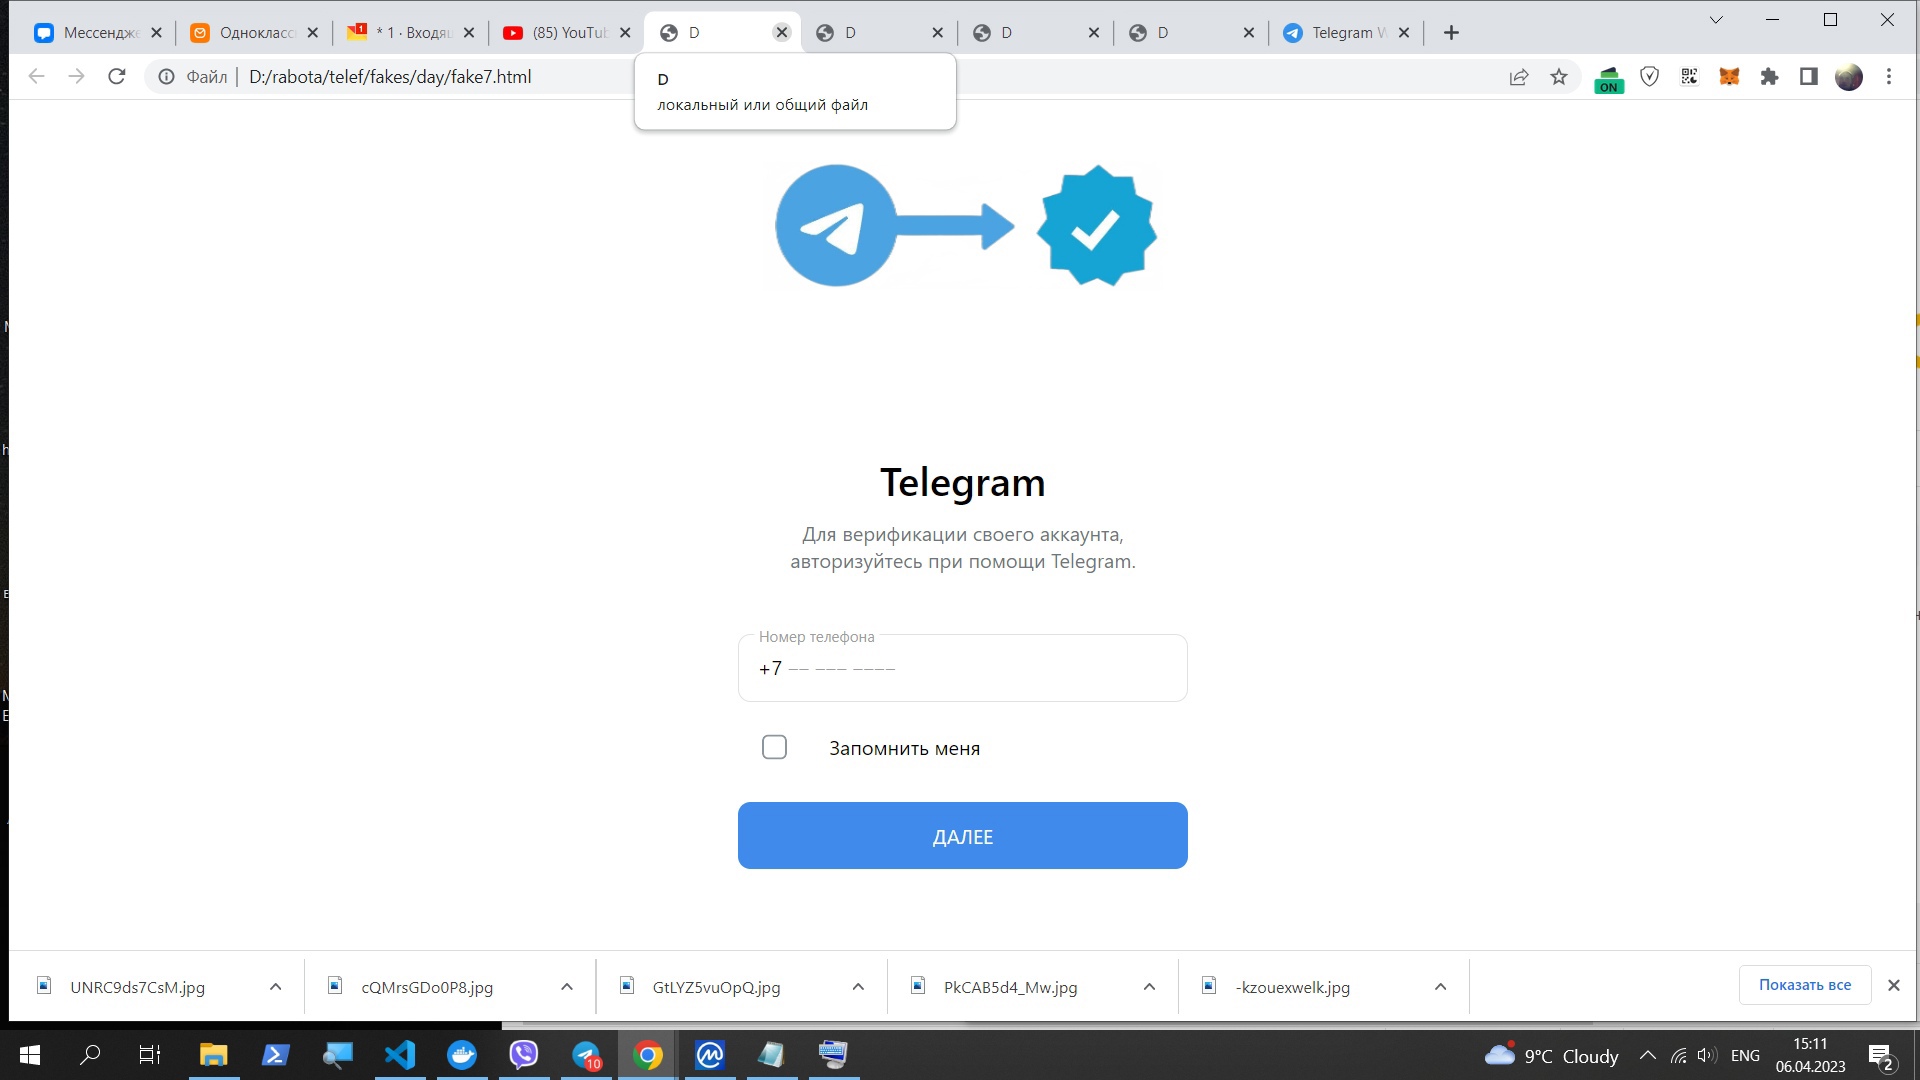 Мессендже
Одноклассн
* 1 · Входящ
(85) YouTub
D
D
D
D
Telegram W
Файл
D:/rabota/telef/fakes/day/fake7.html
ON
D
локальный или общий файл
Telegram
Для верификации своего аккаунта,
авторизуйтесь при помощи Telegram.
Номер телефона
+7 –– ––– ––––
Запомнить меня
ДАЛЕЕ
UNRC9ds7CsM.jpg
cQMrsGDo0P8.jpg
GtLYZ5vuOpQ.jpg
PkCAB5d4_Mw.jpg
-kzouexwelk.jpg
Показать все
10
9°C Cloudy
ENG
15:11
06.04.2023
2